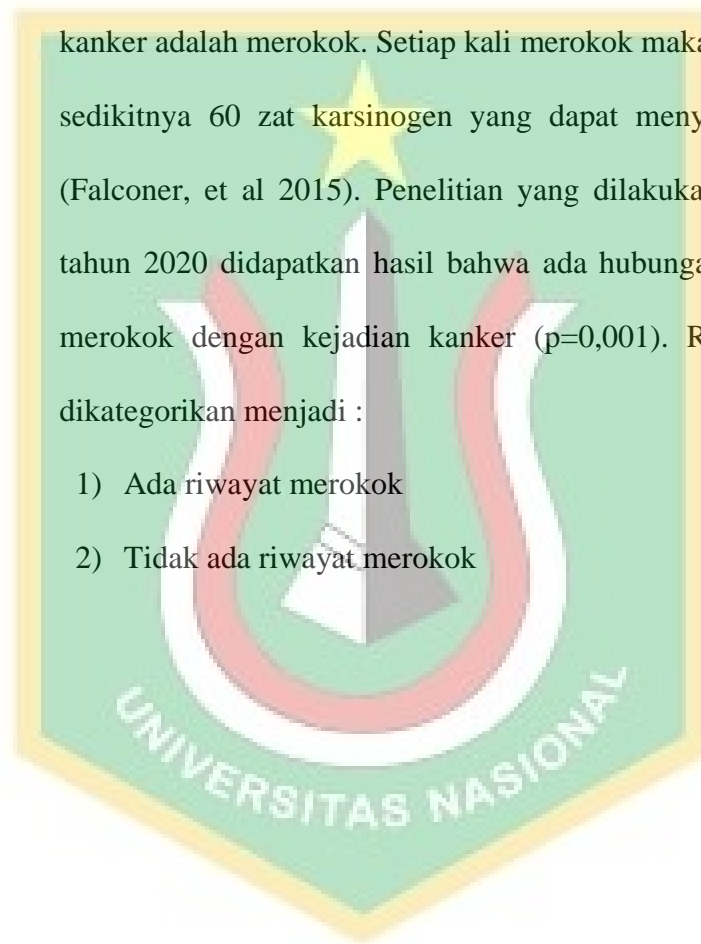 kanker adalah merokok. Setiap kali merokok maka
sedikitnya 60 zat karsinogen yang dapat meny
(Falconer, et al 2015). Penelitian yang dilakuka
tahun 2020 didapatkan hasil bahwa ada hubunga
merokok dengan kejadian kanker (p=0,001). R
dikategorikan menjadi :
1) Ada riwayat merokok
2) Tidak ada riwayat merokok
UNIVERSITAS NASIONAL